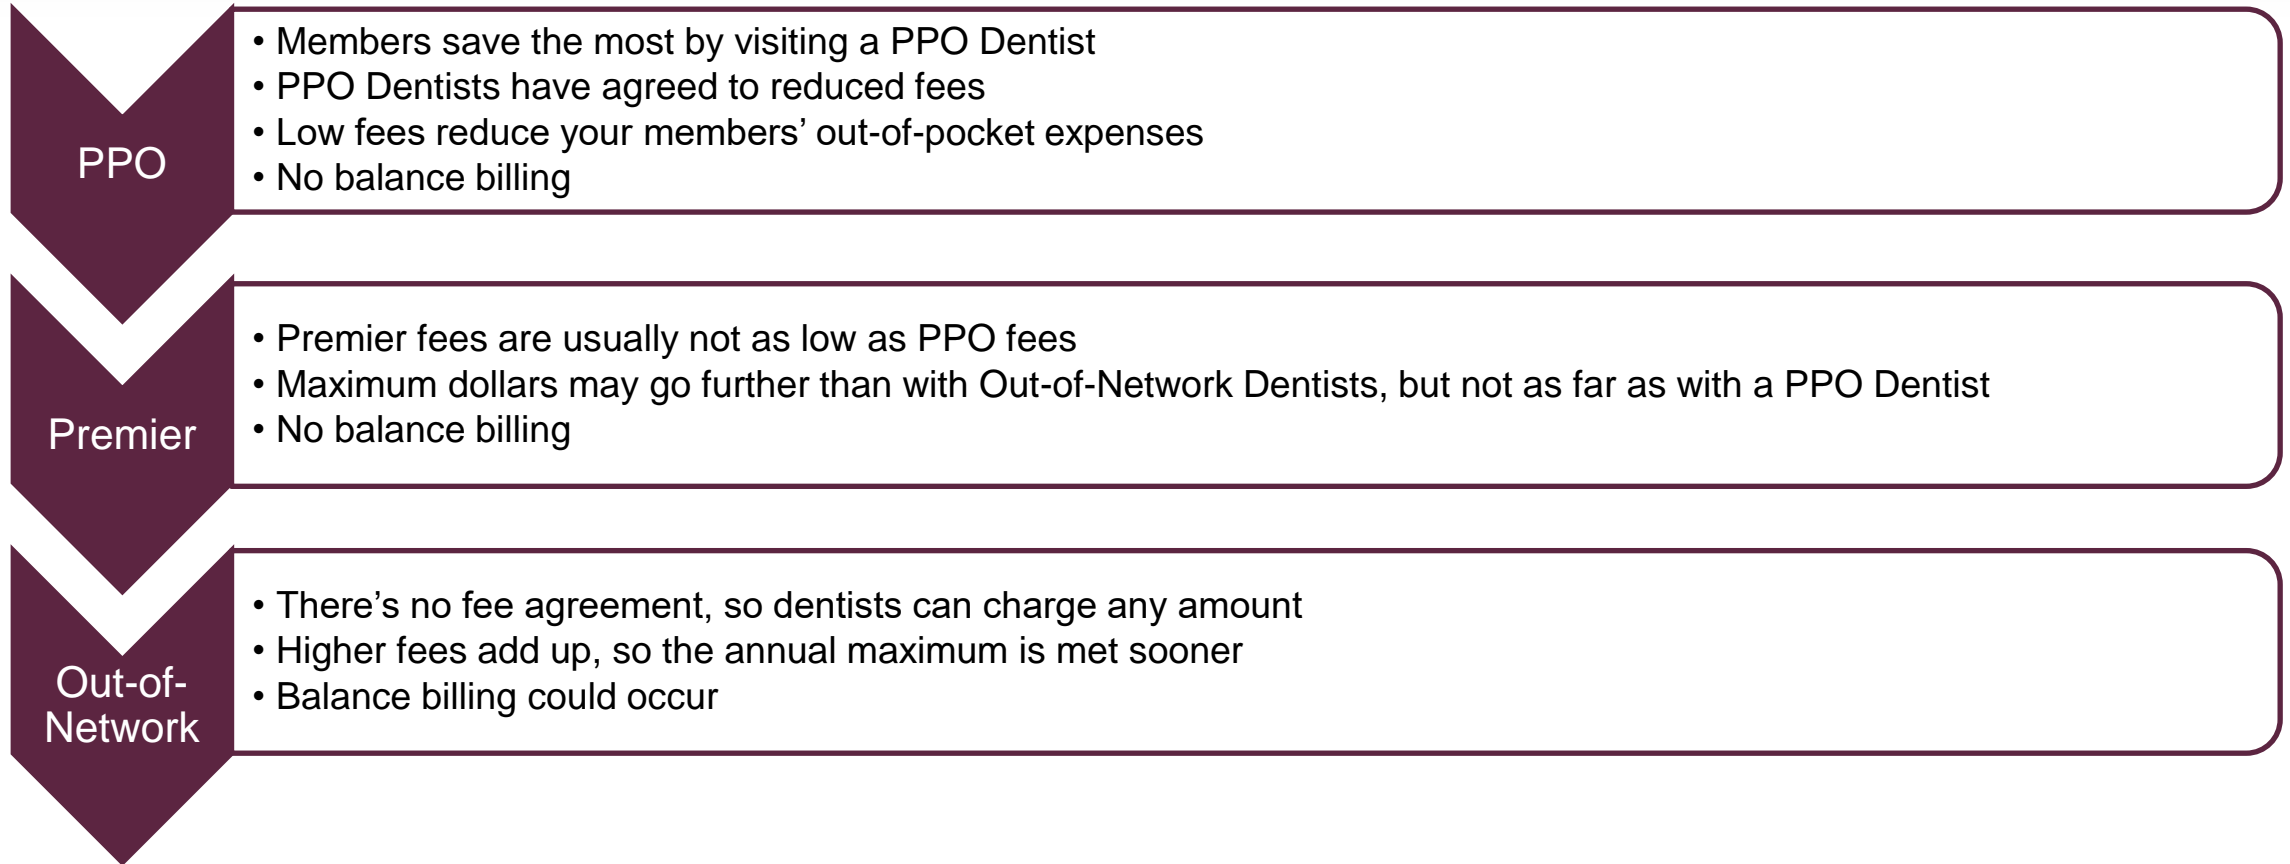 PPO
• Members save the most by visiting a PPO Dentist
• PPO Dentists have agreed to reduced fees
• Low fees reduce your members’ out-of-pocket expenses
• No balance billing
Premier
• Premier fees are usually not as low as PPO fees
• Maximum dollars may go further than with Out-of-Network Dentists, but not as far as with a PPO Dentist
• No balance billing
Out-of-
Network
• There’s no fee agreement, so dentists can charge any amount
• Higher fees add up, so the annual maximum is met sooner
• Balance billing could occur